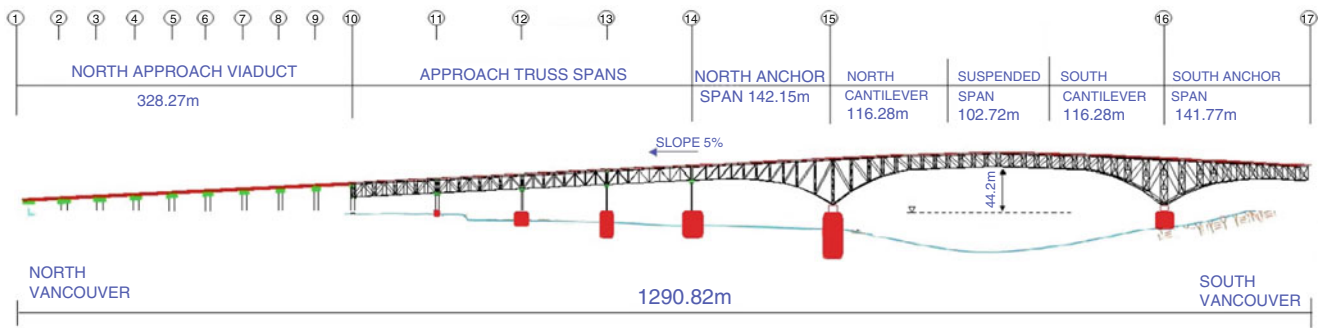 1 2 3 4 5 6 7 8 9 10 11 12 13 14 15 16 17
NORTH APPROACH VIADUCT
328.27m
APPROACH TRUSS SPANS
NORTH ANCHOR
SPAN 142.15m
NORTH
CANTILEVER
116.28m
SUSPENDED
SPAN
102.72m
SOUTH
CANTILEVER
116.28m
SOUTH ANCHOR
SPAN
141.77m
SLOPE 5%
44.2m
NORTH
VANCOUVER
1290.82m
SOUTH
VANCOUVER